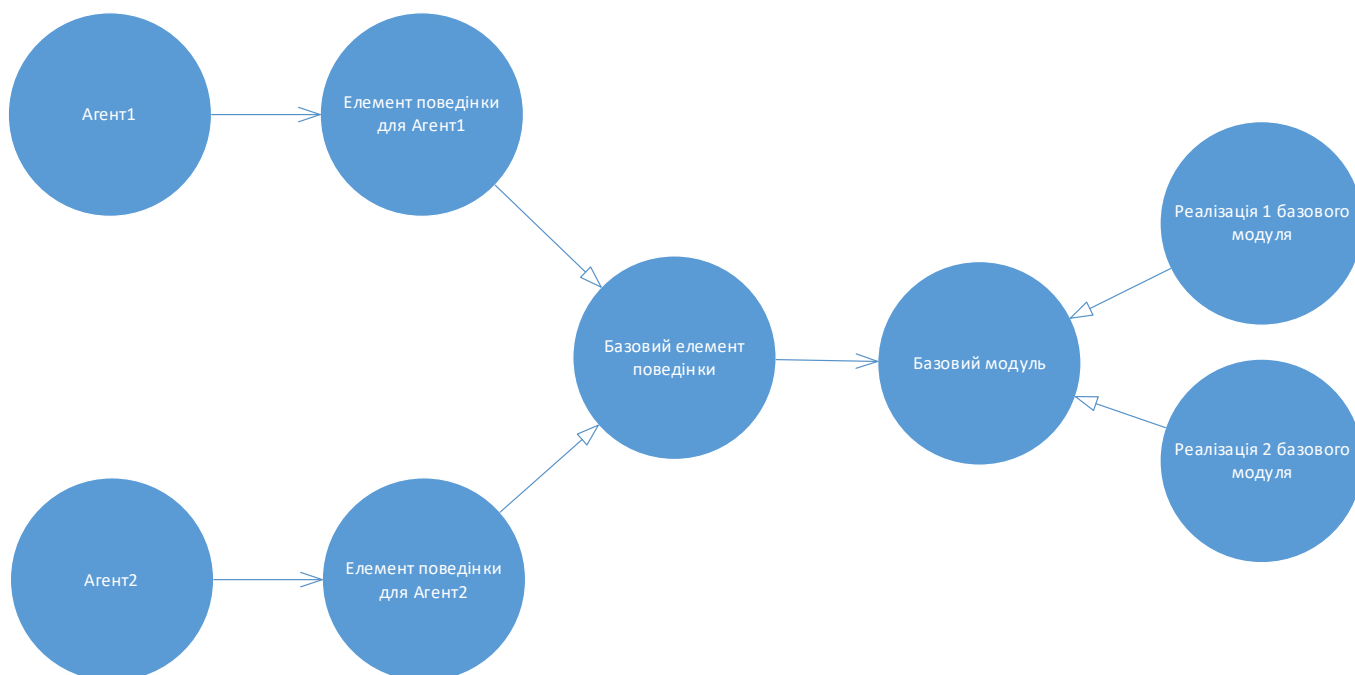 Агент1
Елемент поведінки
для Агент1
Реалізація 1 базового
модуля
Базовий елемент
поведінки
Базовий модуль
Реалізація 2 базового
модуля
Агент2
Елемент поведінки
для Агент2